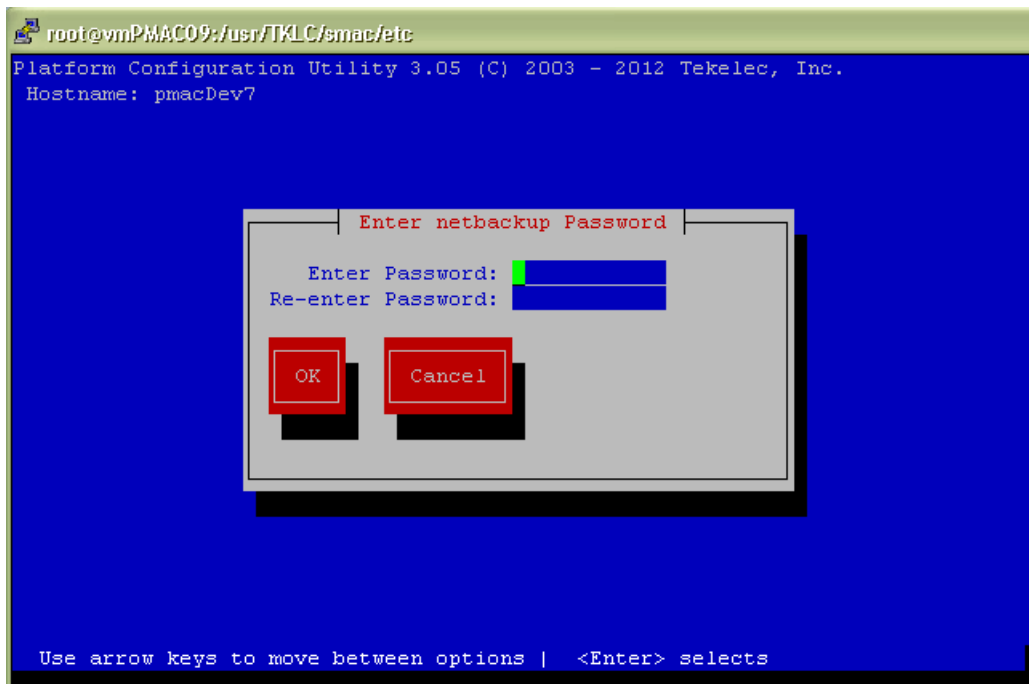 root@vmPMAC09:/usr/TKLC/smac/etc
Platform Configuration Utility 3.05 (C) 2003 - 2012 Tekelec, Inc.
Hostname: pmacDev7
Enter netbackup Password
Enter Password:
Re-enter Password:
OK Cancel
Use arrow keys to move between options | <Enter> selects